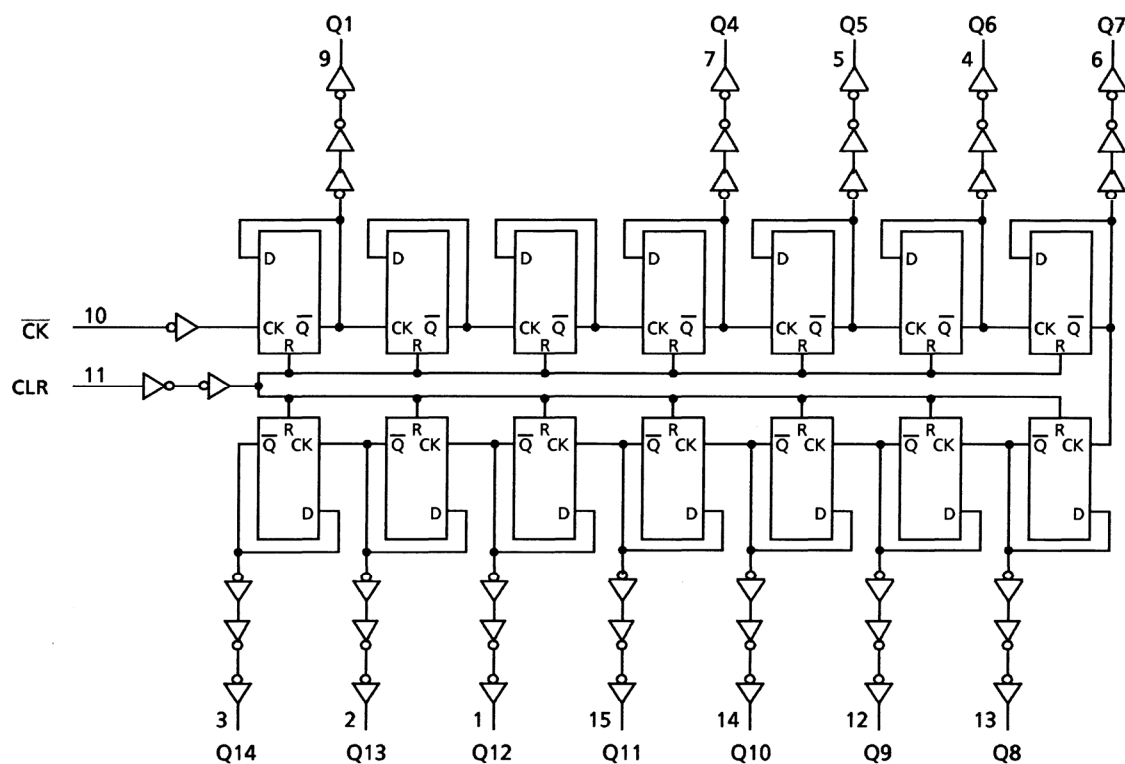 Q1 Q4 Q5 Q6 Q7
9 7 5 4 6
D D D D D D D
C̅K̅ 10 CK Q̅ CK Q̅ CK Q̅ CK Q̅ CK Q̅ CK Q̅ CK Q̅
R R R R R R R
CLR 11
R R R R R R R
Q̅ CK Q̅ CK Q̅ CK Q̅ CK Q̅ CK Q̅ CK Q̅ CK
D D D D D D D
3 2 1 15 14 12 13
Q14 Q13 Q12 Q11 Q10 Q9 Q8